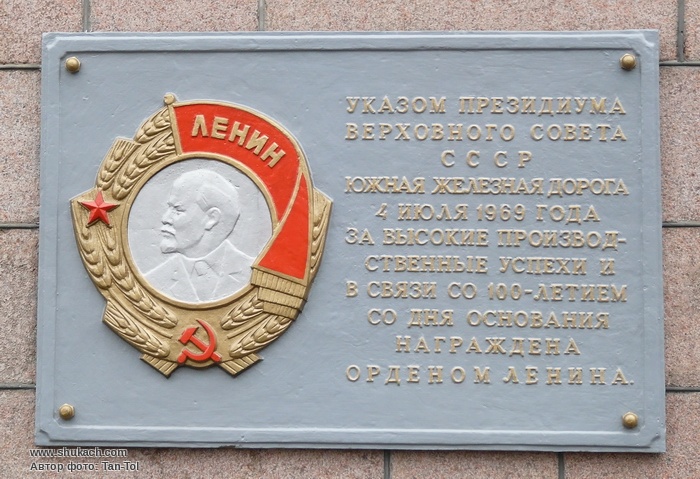 ЛЕНИН
УКАЗОМ ПРЕЗИДИУМА
ВЕРХОВНОГО СОВЕТА
СССР
ЮЖНАЯ ЖЕЛЕЗНАЯ ДОРОГА
4 ИЮЛЯ 1969 ГОДА
ЗА ВЫСОКИЕ ПРОИЗВОД-
СТВЕННЫЕ УСПЕХИ И
В СВЯЗИ СО 100-ЛЕТИЕМ
СО ДНЯ ОСНОВАНИЯ
НАГРАЖДЕНА
ОРДЕНОМ ЛЕНИНА.
www.shukach.com
Автор фото: Tan-Tol